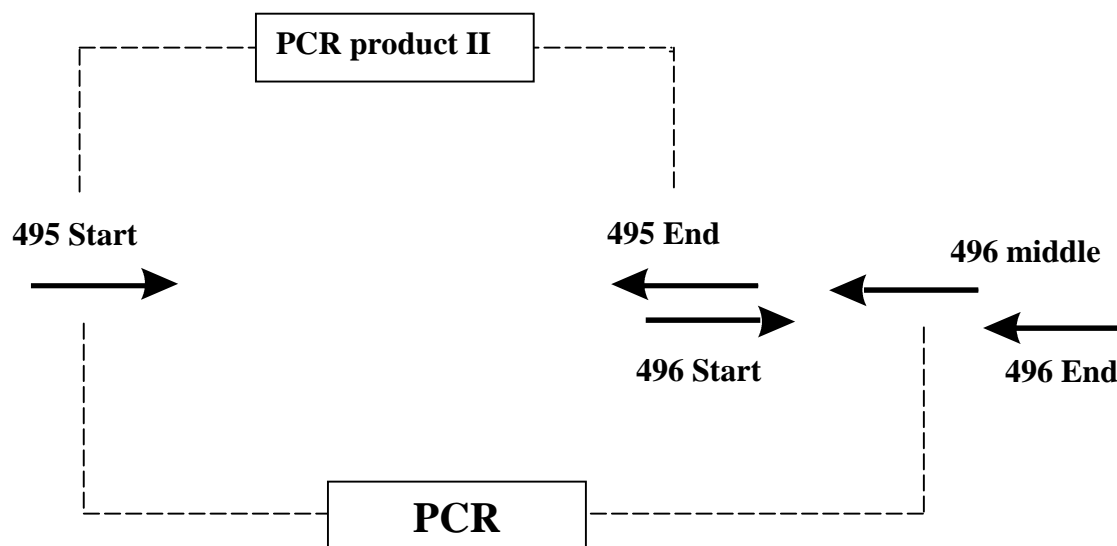 PCR product II
495 Start
495 End
496 middle
496 Start
496 End
PCR